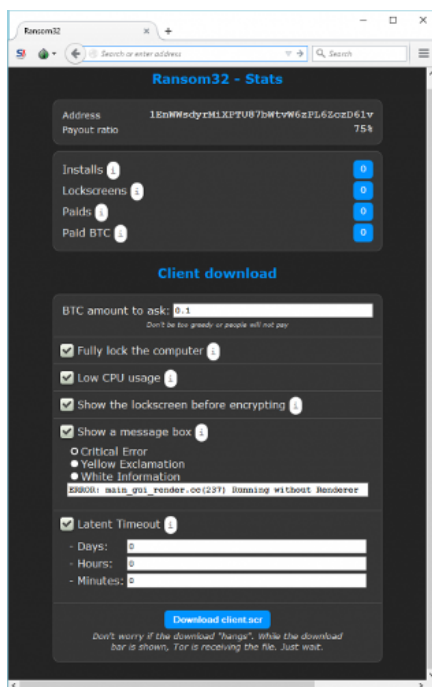 Ransom32
Search or enter address
Search
Ransom32 - Stats
Address 1EnWWsdyrMiXPTU87bWtvW6zPL6ZozD61v
Payout ratio 75%
Installs i 0
Lockscreens i 0
Paids i 0
Paid BTC i 0
Client download
BTC amount to ask: 0.1
Don't be too greedy or people will not pay
Fully lock the computer i
Low CPU usage i
Show the lockscreen before encrypting i
Show a message box i
Critical Error
Yellow Exclamation
White Information
ERROR: main_gui_render.cc(237) Running without Renderer
Latent Timeout i
- Days: 0
- Hours: 0
- Minutes: 0
Download client.scr
Don't worry if the download "hangs". While the download
bar is shown, Tor is receiving the file. Just wait.